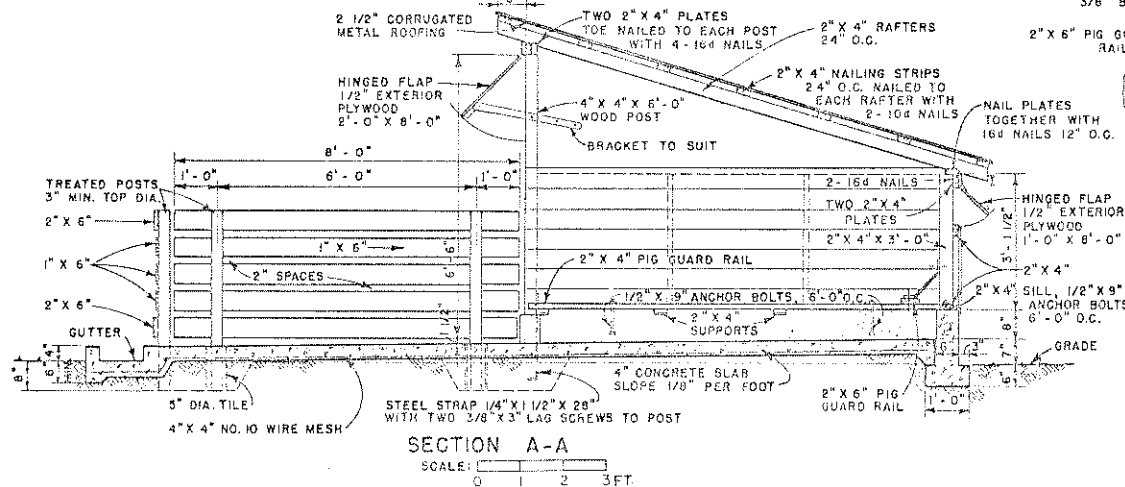 2 1/2" CORRUGATED
METAL ROOFING
TWO 2" X 4" PLATES
TOE NAILED TO EACH POST
WITH 4-16d NAILS
2" X 4" RAFTERS
24" O.C.
2" X 6" PIG
RAIL
HINGED FLAP
1/2" EXTERIOR
PLYWOOD
2'-0" X 8'-0"
2" X 4" NAILING STRIPS
24" O.C. NAILED TO
EACH RAFTER WITH
2-10d NAILS
4" X 4" X 6'-0"
WOOD POST
BRACKET TO SUIT
NAIL PLATES
TOGETHER WITH
16d NAILS 12" O.C.
8'-0"
1'-0"
6'-0"
1'-0"
TREATED POSTS
3" MIN. TOP DIA.
2" X 6"
1" X 6"
2" X 6"
GUTTER
1" X 6"
2" SPACES
6'-6"
1 1/2"
2-16d NAILS
TWO 2" X 4"
PLATES
2" X 4" X 3'-0"
3'-1 1/2"
HINGED FLAP
1/2" EXTERIOR
PLYWOOD
1'-0" X 8'-0"
2" X 4"
2" X 4" SILL, 1/2" X 9"
ANCHOR BOLTS
6'-0" O.C.
2" X 4" PIG GUARD RAIL
1/2" X 9" ANCHOR BOLTS, 6'-0" O.C.
2" X 4"
SUPPORTS
8"
7"
6"
6"
3"
GRADE
4"
6"
8"
4" CONCRETE SLAB
SLOPE 1/8" PER FOOT
1'-0"
2" X 6" PIG
GUARD RAIL
5" DIA. TILE
4" X 4" NO. 10 WIRE MESH
STEEL STRAP 1/4" X 1 1/2" X 28"
WITH TWO 3/8" X 3" LAG SCREWS TO POST
SECTION A-A
SCALE:
0 1 2 3 FT.